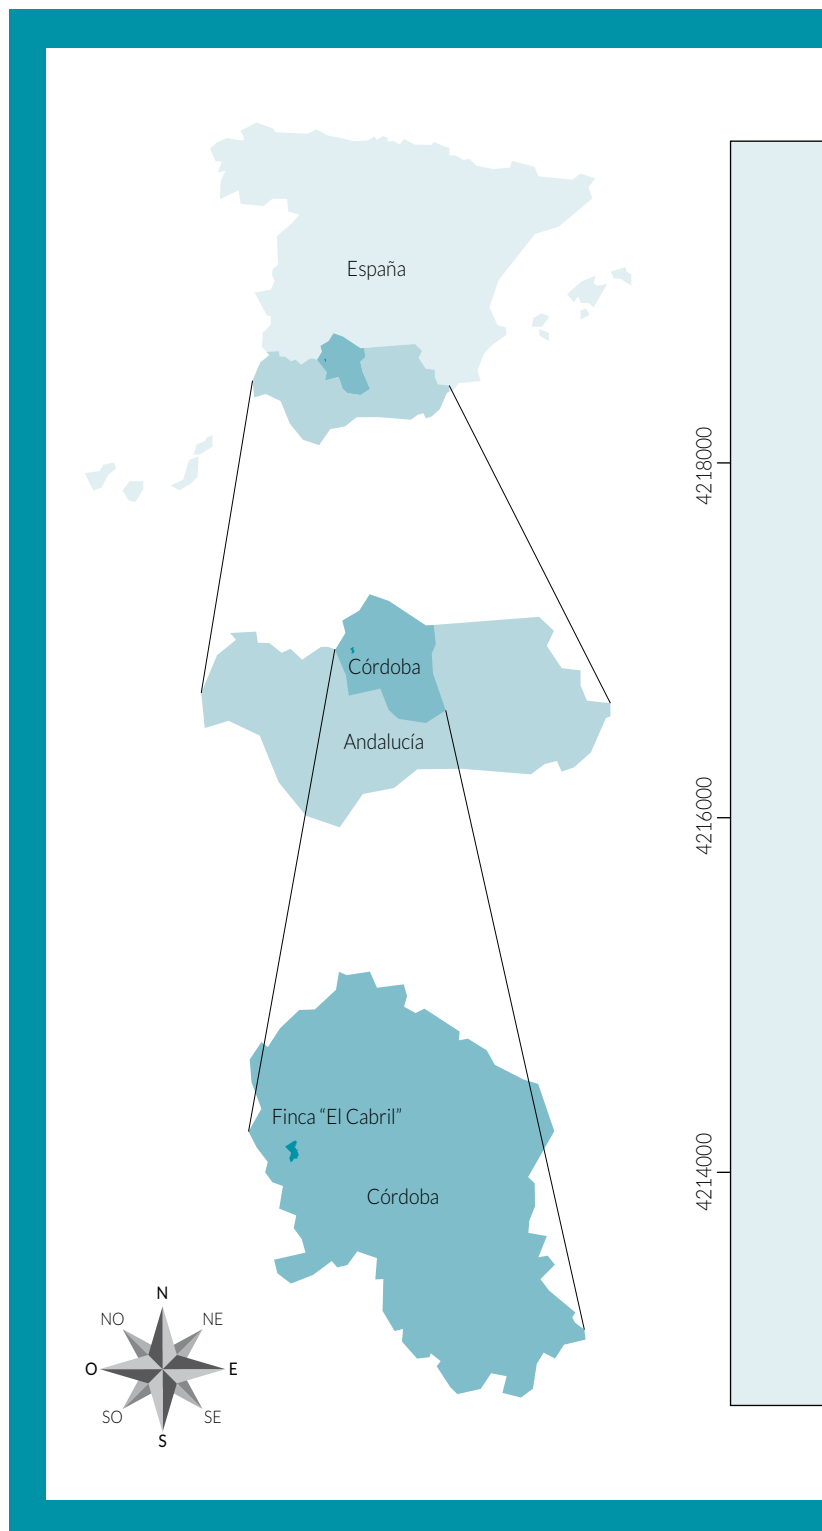 España
Córdoba
Andalucía
Finca “El Cabril”
Córdoba
N
NO
NE
O
E
SO
SE
S
4218000
4216000
4214000